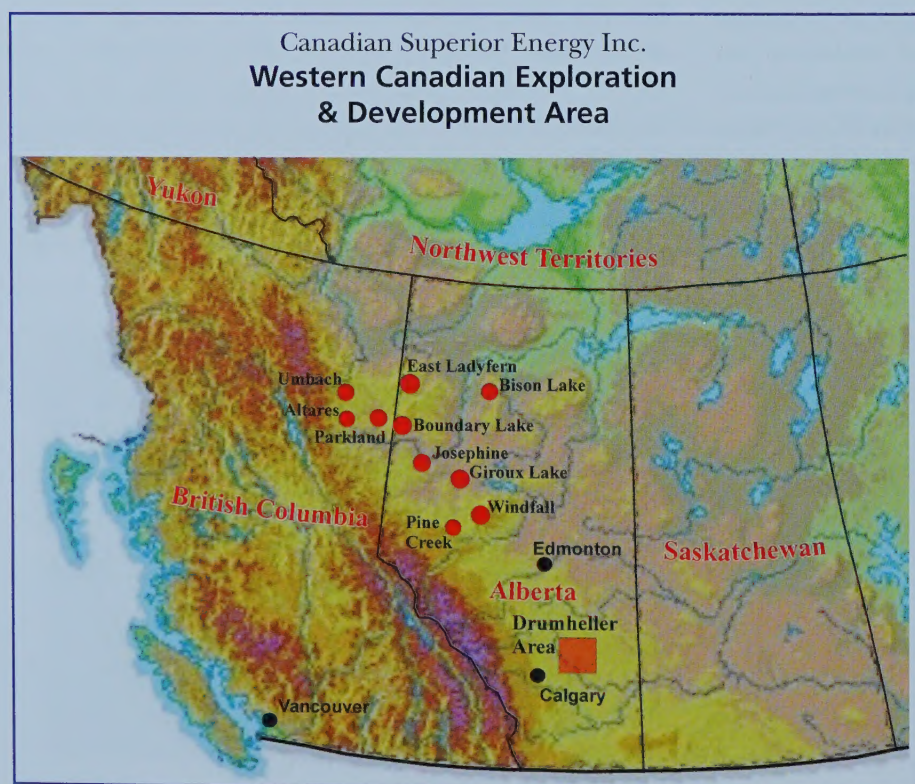 Canadian Superior Energy Inc.
Western Canadian Exploration
& Development Area
Yukon
Northwest Territories
East Ladyfern
Umbach
Bison Lake
Altares
Parkland
Boundary Lake
Josephine
Giroux Lake
British Columbia
Windfall
Pine
Creek
Edmonton
Saskatchewan
Alberta
Drumheller
Area
Calgary
Vancouver